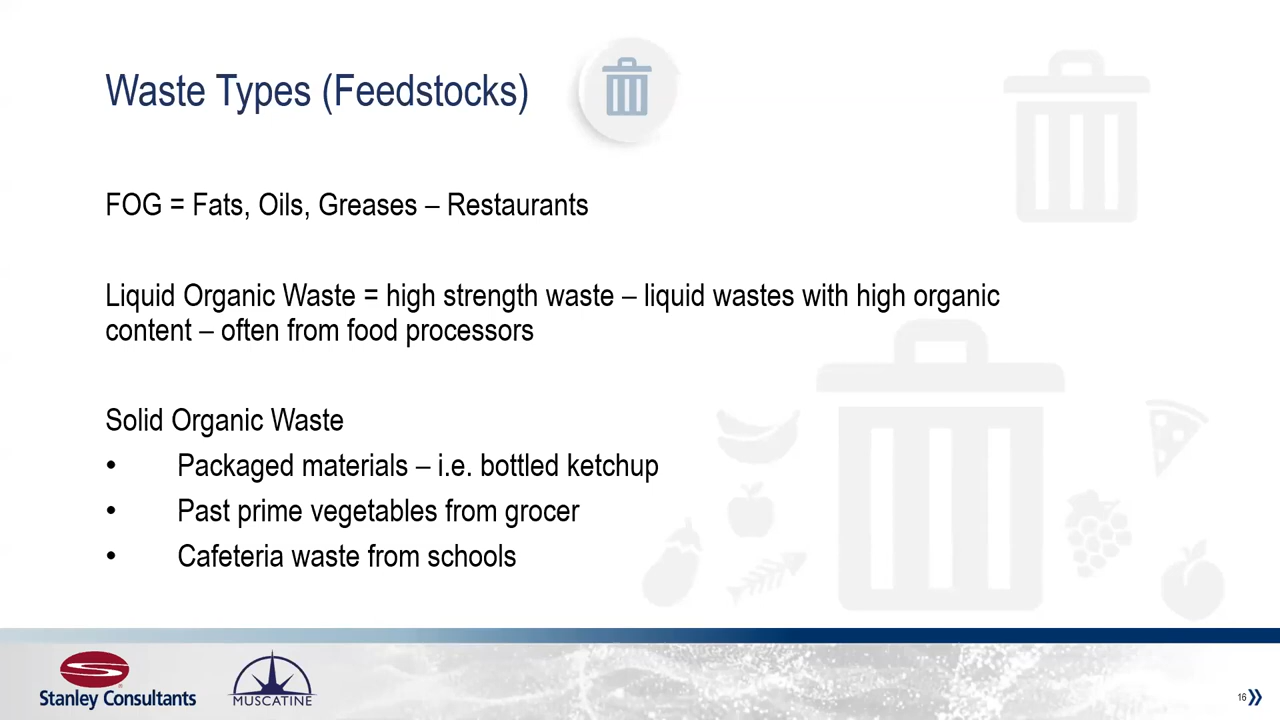 Waste Types (Feedstocks)
FOG = Fats, Oils, Greases – Restaurants
Liquid Organic Waste = high strength waste – liquid wastes with high organic
content – often from food processors
Solid Organic Waste
• Packaged materials – i.e. bottled ketchup
• Past prime vegetables from grocer
• Cafeteria waste from schools
Stanley Consultants
MUSCATINE
16